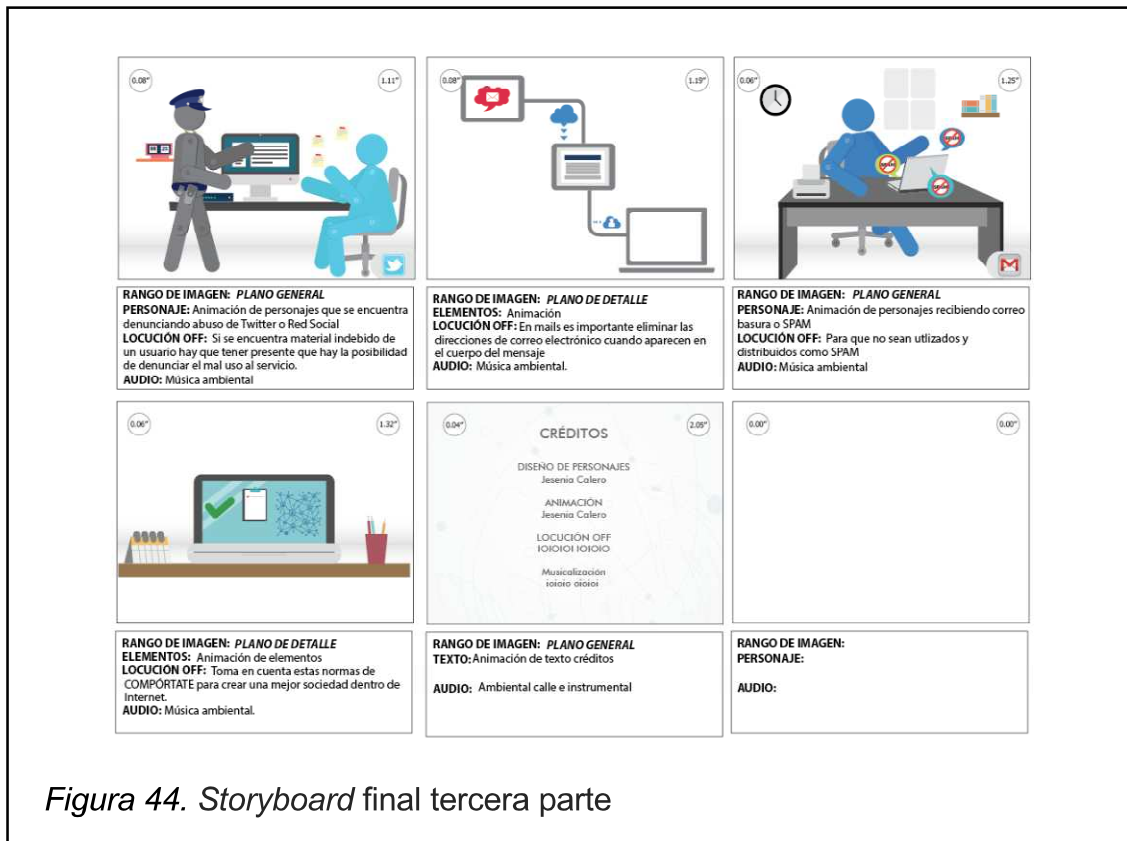 0.08" 1.11"
RANGO DE IMAGEN: PLANO GENERAL
PERSONAJE: Animación de personajes que se encuentra
denunciando abuso de Twitter o Red Social
LOCUCIÓN OFF: Si se encuentra material indebido de
un usuario hay que tener presente que hay la posibilidad
de denunciar el mal uso al servicio.
AUDIO: Música ambiental
0.08" 1.19"
RANGO DE IMAGEN: PLANO DE DETALLE
ELEMENTOS: Animación
LOCUCIÓN OFF: En mails es importante eliminar las
direcciones de correo electrónico cuando aparecen en
el cuerpo del mensaje
AUDIO: Música ambiental.
0.06" 1.25"
SPAM
SPAM
SPAM
RANGO DE IMAGEN: PLANO GENERAL
PERSONAJE: Animación de personajes recibiendo correo
basura o SPAM
LOCUCIÓN OFF: Para que no sean utlizados y
distribuidos como SPAM
AUDIO: Música ambiental
0.06" 1.32"
RANGO DE IMAGEN: PLANO DE DETALLE
ELEMENTOS: Animación de elementos
LOCUCIÓN OFF: Toma en cuenta estas normas de
COMPÓRTATE para crear una mejor sociedad dentro de
Internet.
AUDIO: Música ambiental.
0.04" 2.05"
CRÉDITOS
DISEÑO DE PERSONAJES
Jesenia Calero
ANIMACIÓN
Jesenia Calero
LOCUCIÓN OFF
IOIOIOI IOIOIO
Musicalización
ioioio oioioi
RANGO DE IMAGEN: PLANO GENERAL
TEXTO: Animación de texto créditos
AUDIO: Ambiental calle e instrumental
0.00" 0.00"
RANGO DE IMAGEN:
PERSONAJE:
AUDIO:
Figura 44. Storyboard final tercera parte